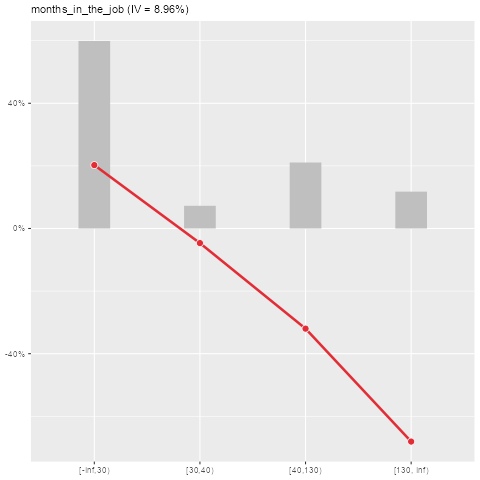 months_in_the_job (IV = 8.96%)
40%
0%
-40%
[-Inf,30)
[30,40)
[40,130)
[130, Inf)